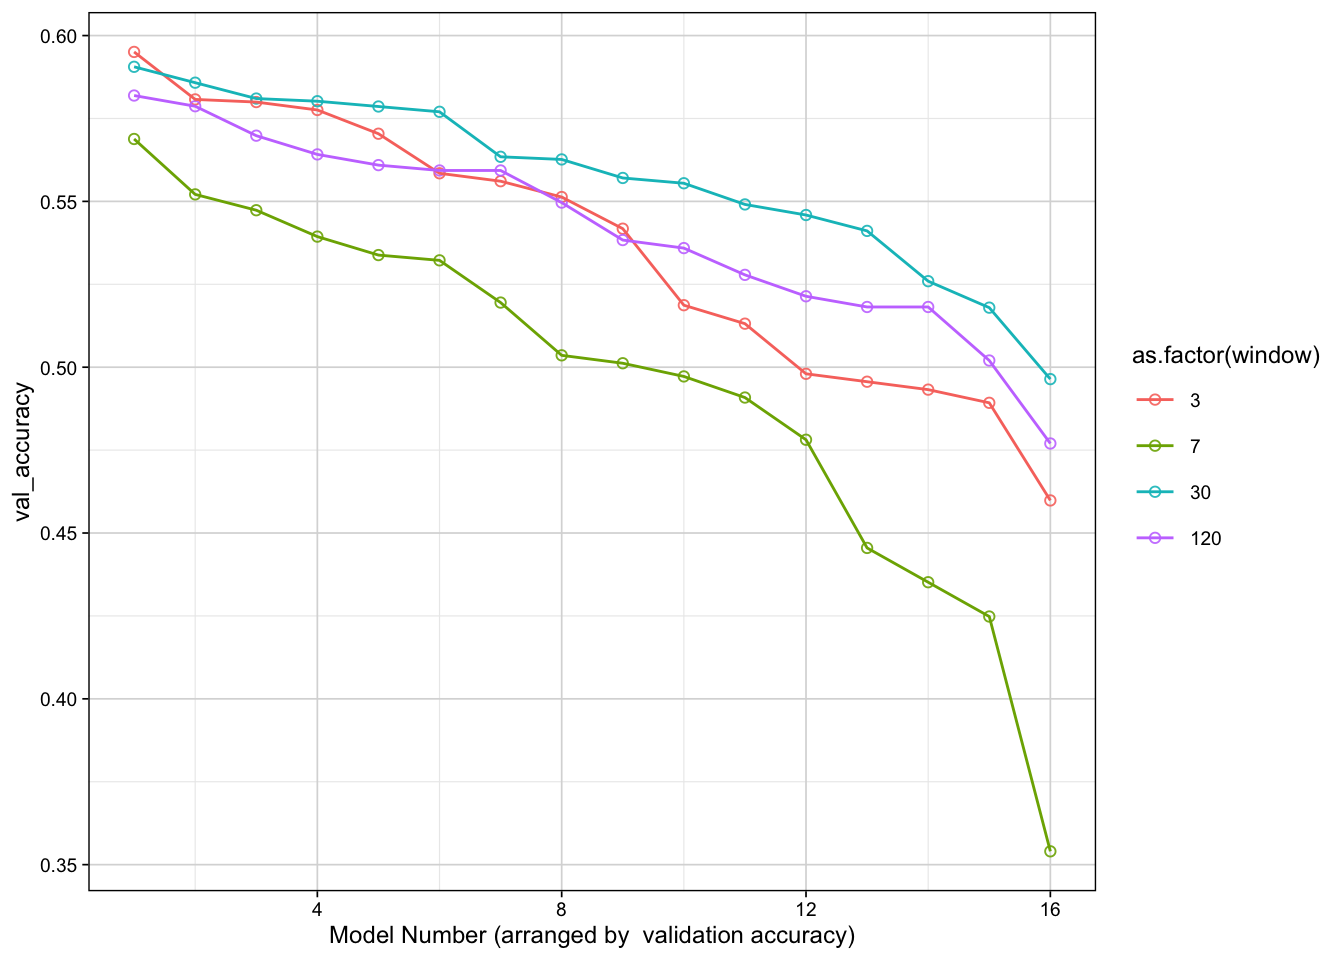 0.60
0.55
0.50
0.45
0.40
0.35
val_accuracy
4 8 12 16
Model Number (arranged by  validation accuracy)
as.factor(window)
3
7
30
120